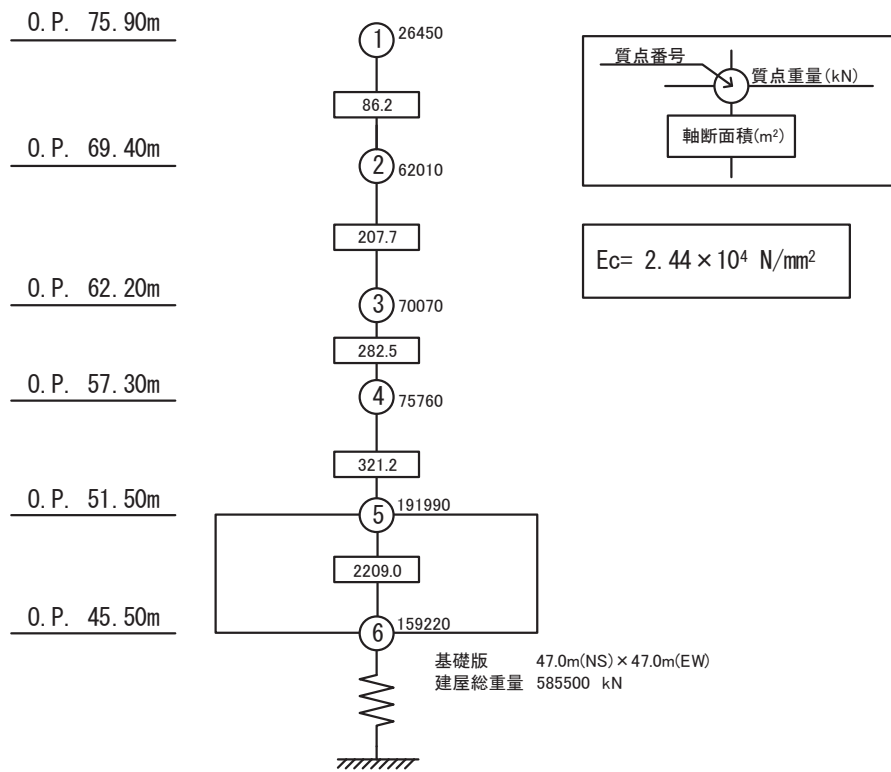 O.P. 75.90m
1 26450
質点番号
質点重量(kN)
86.2
軸断面積(m²)
O.P. 69.40m
2 62010
207.7
Ec= 2.44×10⁴ N/mm²
O.P. 62.20m
3 70070
282.5
O.P. 57.30m
4 75760
321.2
O.P. 51.50m
5 191990
2209.0
O.P. 45.50m
6 159220
基礎版 47.0m(NS)×47.0m(EW)
建屋総重量 585500 kN